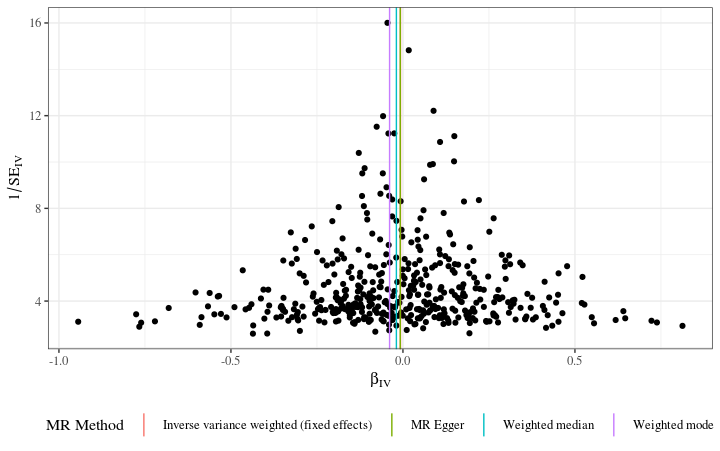 16
12
8
4
1/SE_IV
-1.0 -0.5 0.0 0.5
β_IV
MR Method Inverse variance weighted (fixed effects) MR Egger Weighted median Weighted mode